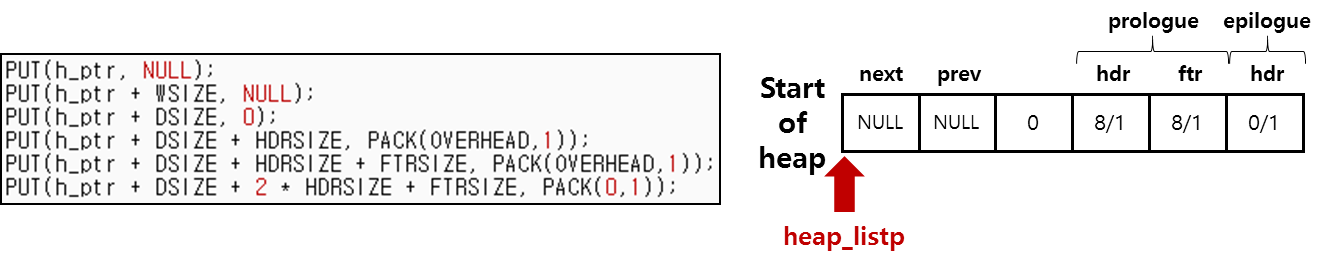 PUT(h_ptr, NULL);
PUT(h_ptr + WSIZE, NULL);
PUT(h_ptr + DSIZE, 0);
PUT(h_ptr + DSIZE + HDRSIZE, PACK(OVERHEAD,1));
PUT(h_ptr + DSIZE + HDRSIZE + FTRSIZE, PACK(OVERHEAD,1));
PUT(h_ptr + DSIZE + 2 * HDRSIZE + FTRSIZE, PACK(0,1));
prologue epilogue
next prev hdr ftr hdr
Start
of
heap
NULL NULL 0 8/1 8/1 0/1
heap_listp